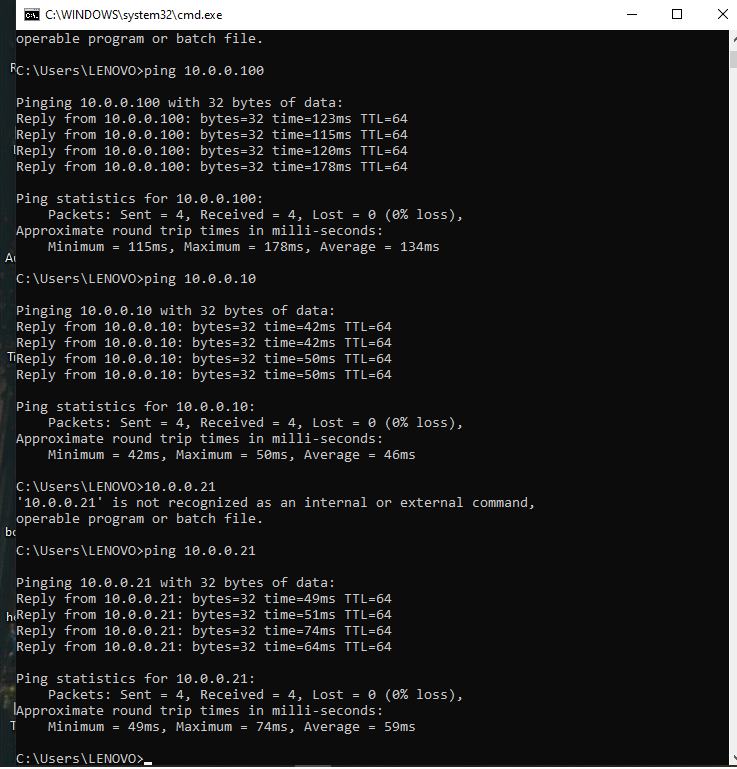 C:\WINDOWS\system32\cmd.exe
operable program or batch file.
C:\Users\LENOVO>ping 10.0.0.100
Pinging 10.0.0.100 with 32 bytes of data:
Reply from 10.0.0.100: bytes=32 time=123ms TTL=64
Reply from 10.0.0.100: bytes=32 time=115ms TTL=64
Reply from 10.0.0.100: bytes=32 time=120ms TTL=64
Reply from 10.0.0.100: bytes=32 time=178ms TTL=64
Ping statistics for 10.0.0.100:
    Packets: Sent = 4, Received = 4, Lost = 0 (0% loss),
Approximate round trip times in milli-seconds:
    Minimum = 115ms, Maximum = 178ms, Average = 134ms
C:\Users\LENOVO>ping 10.0.0.10
Pinging 10.0.0.10 with 32 bytes of data:
Reply from 10.0.0.10: bytes=32 time=42ms TTL=64
Reply from 10.0.0.10: bytes=32 time=42ms TTL=64
Reply from 10.0.0.10: bytes=32 time=50ms TTL=64
Reply from 10.0.0.10: bytes=32 time=50ms TTL=64
Ping statistics for 10.0.0.10:
    Packets: Sent = 4, Received = 4, Lost = 0 (0% loss),
Approximate round trip times in milli-seconds:
    Minimum = 42ms, Maximum = 50ms, Average = 46ms
C:\Users\LENOVO>10.0.0.21
'10.0.0.21' is not recognized as an internal or external command,
operable program or batch file.
C:\Users\LENOVO>ping 10.0.0.21
Pinging 10.0.0.21 with 32 bytes of data:
Reply from 10.0.0.21: bytes=32 time=49ms TTL=64
Reply from 10.0.0.21: bytes=32 time=51ms TTL=64
Reply from 10.0.0.21: bytes=32 time=74ms TTL=64
Reply from 10.0.0.21: bytes=32 time=64ms TTL=64
Ping statistics for 10.0.0.21:
    Packets: Sent = 4, Received = 4, Lost = 0 (0% loss),
Approximate round trip times in milli-seconds:
    Minimum = 49ms, Maximum = 74ms, Average = 59ms
C:\Users\LENOVO>